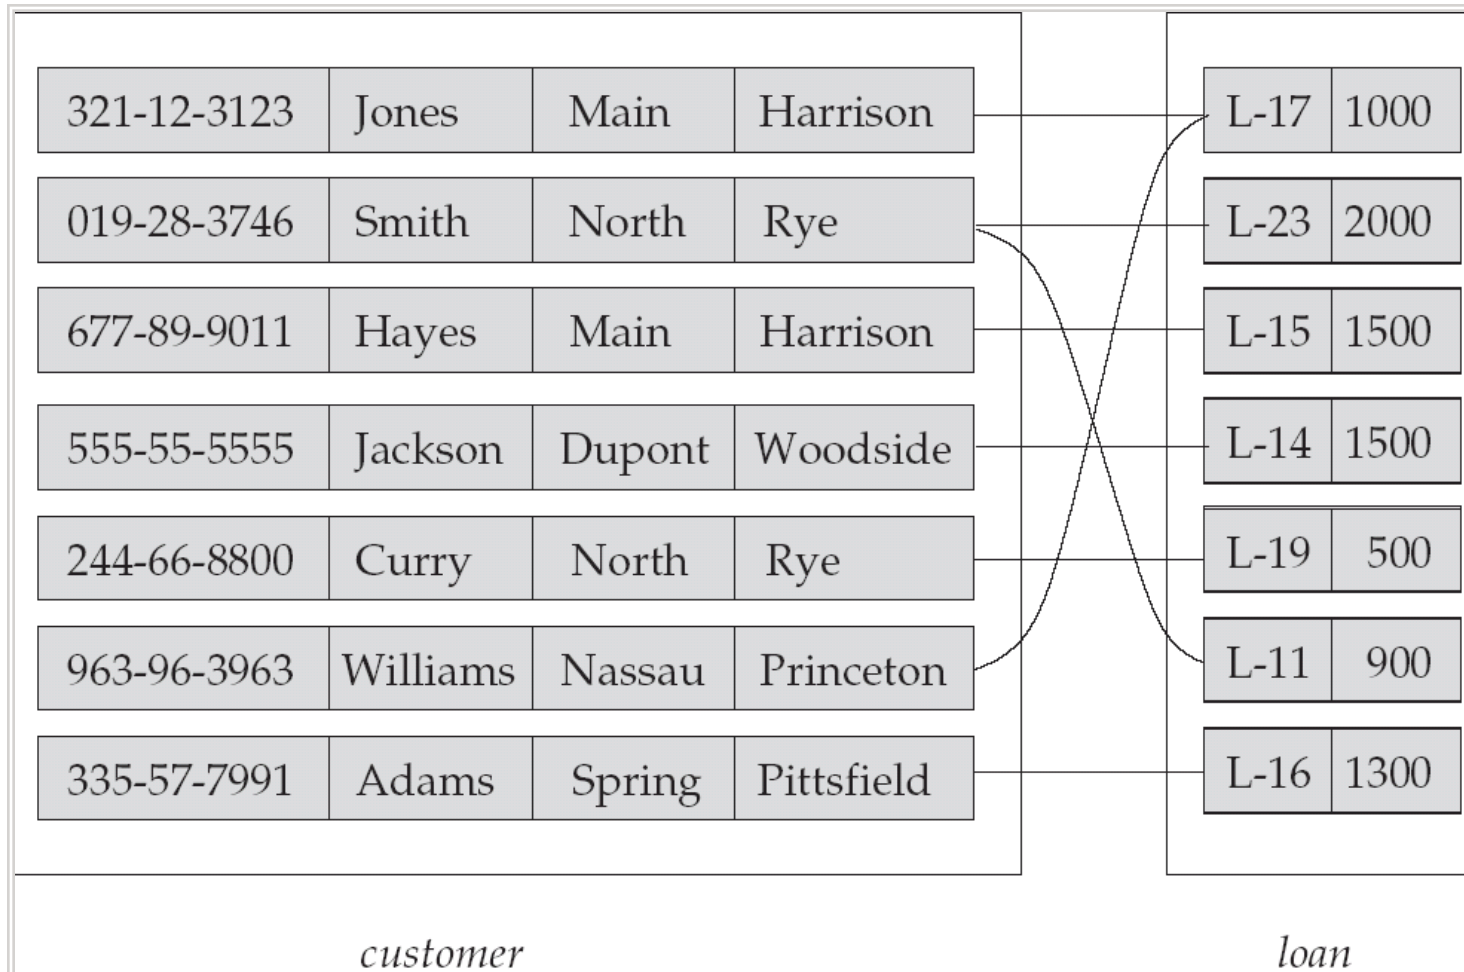 321-12-3123 Jones Main Harrison L-17 1000
019-28-3746 Smith North Rye L-23 2000
677-89-9011 Hayes Main Harrison L-15 1500
555-55-5555 Jackson Dupont Woodside L-14 1500
244-66-8800 Curry North Rye L-19 500
963-96-3963 Williams Nassau Princeton L-11 900
335-57-7991 Adams Spring Pittsfield L-16 1300
customer loan